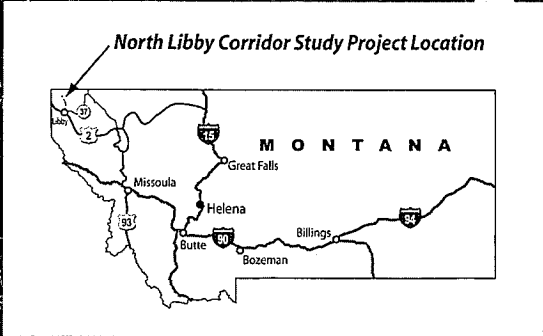 North Libby Corridor Study Project Location
37
Libby
2
15
M O N T A N A
Great Falls
Missoula
Helena
93
Butte
90
Billings
94
Bozeman